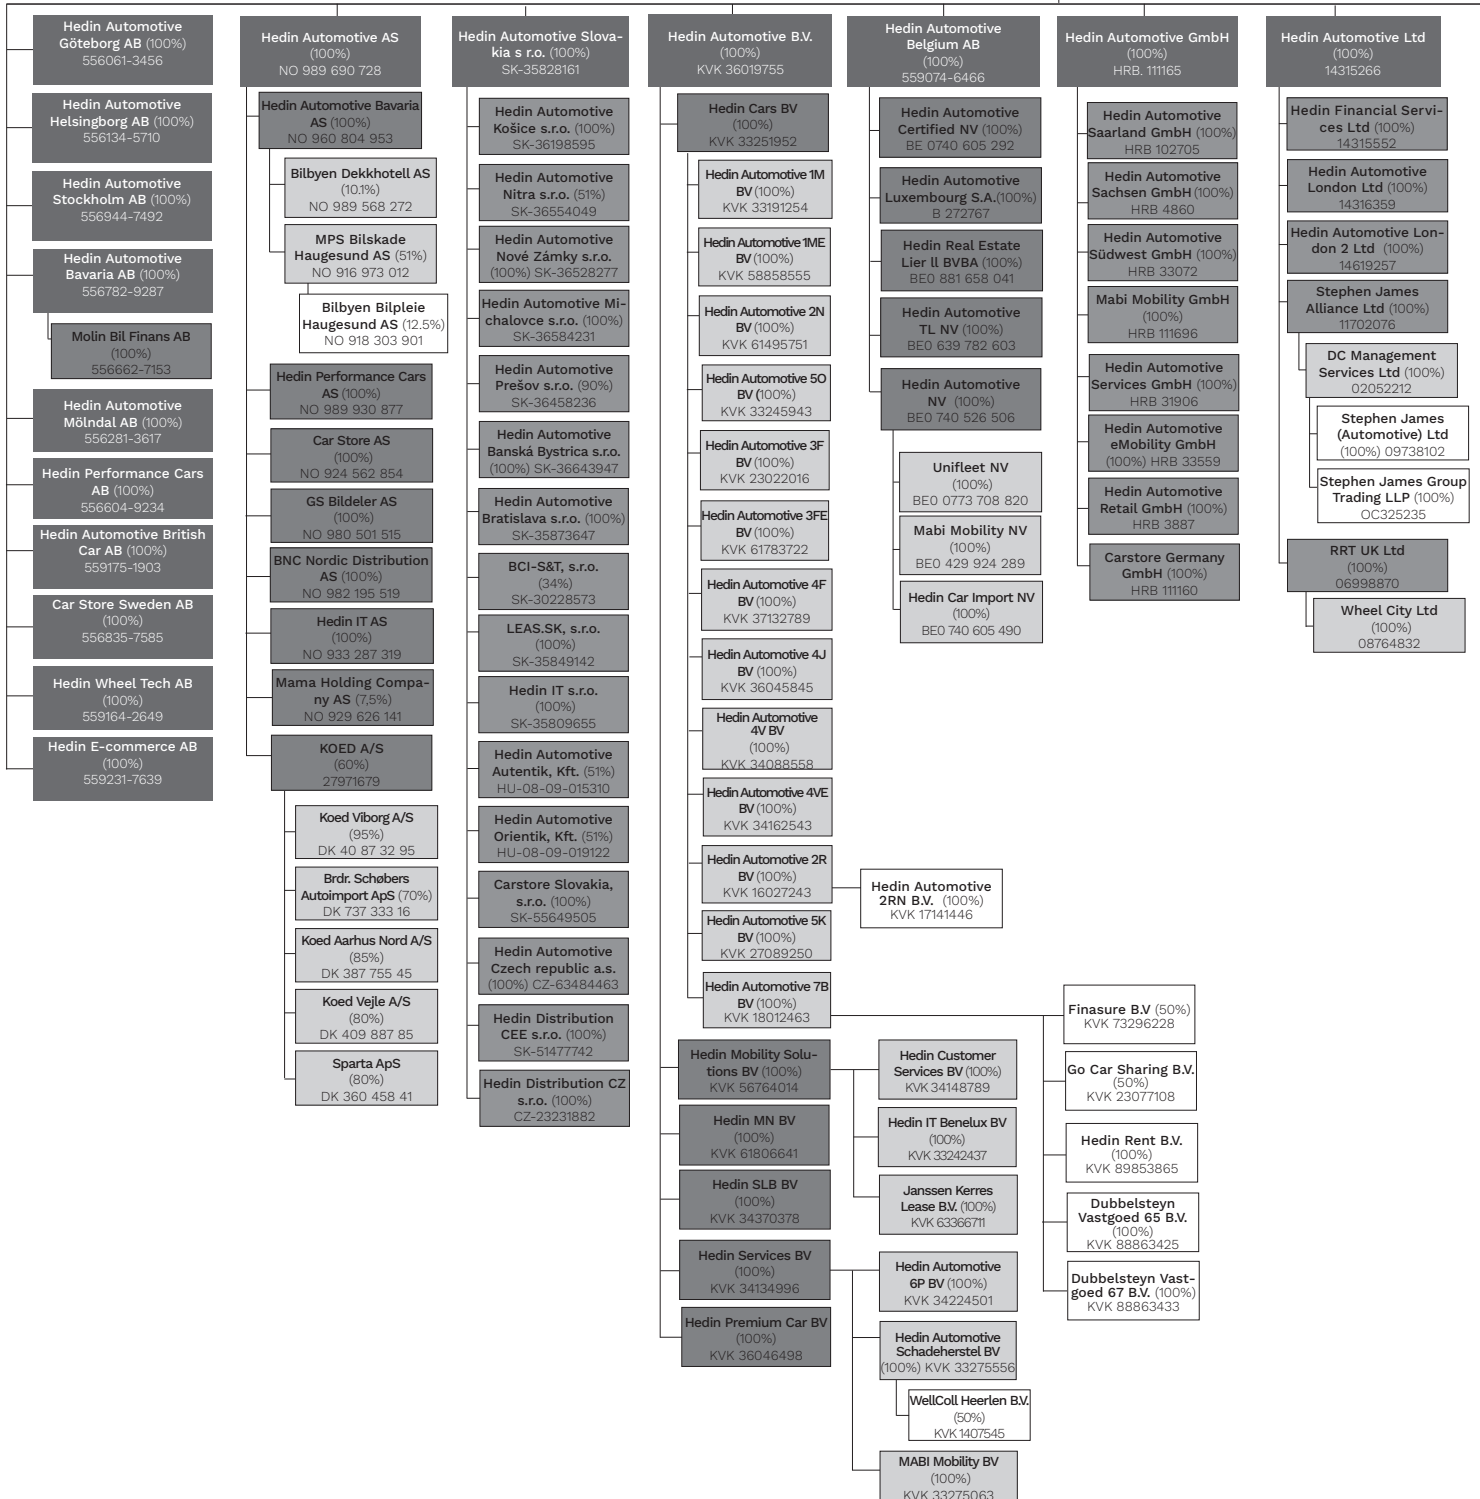 Hedin Automotive
Göteborg AB (100%)
556061-3456
Hedin Automotive
Helsingborg AB (100%)
556134-5710
Hedin Automotive
Stockholm AB (100%)
556944-7492
Hedin Automotive
Bavaria AB (100%)
556782-9287
Molin Bil Finans AB
(100%)
556662-7153
Hedin Automotive
Mölndal AB (100%)
556281-3617
Hedin Performance Cars
AB (100%)
556604-9234
Hedin Automotive British
Car AB (100%)
559175-1903
Car Store Sweden AB
(100%)
556835-7585
Hedin Wheel Tech AB
(100%)
559164-2649
Hedin E-commerce AB
(100%)
559231-7639
Hedin Automotive AS
(100%)
NO 989 690 728
Hedin Automotive Bavaria
AS (100%)
NO 960 804 953
Bilbyen Dekkhotell AS
(10.1%)
NO 989 568 272
MPS Bilskade
Haugesund AS (51%)
NO 916 973 012
Bilbyen Bilpleie
Haugesund AS (12.5%)
NO 918 303 901
Hedin Performance Cars
AS (100%)
NO 989 930 877
Car Store AS
(100%)
NO 924 562 854
GS Bildeler AS
(100%)
NO 980 501 515
BNC Nordic Distribution
AS (100%)
NO 982 195 519
Hedin IT AS
(100%)
NO 933 287 319
Mama Holding Compa-
ny AS (7,5%)
NO 929 626 141
KOED A/S
(60%)
27971679
Koed Viborg A/S
(95%)
DK 40 87 32 95
Brdr. Schøbers
Autoimport ApS (70%)
DK 737 333 16
Koed Aarhus Nord A/S
(85%)
DK 387 755 45
Koed Vejle A/S
(80%)
DK 409 887 85
Sparta ApS
(80%)
DK 360 458 41
Hedin Automotive Slova-
kia s r.o. (100%)
SK-35828161
Hedin Automotive
Košice s.r.o. (100%)
SK-36198595
Hedin Automotive
Nitra s.r.o. (51%)
SK-36554049
Hedin Automotive
Nové Zámky s.r.o.
(100%) SK-36528277
Hedin Automotive Mi-
chalovce s.r.o. (100%)
SK-36584231
Hedin Automotive
Prešov s.r.o. (90%)
SK-36458236
Hedin Automotive
Banská Bystrica s.r.o.
(100%) SK-36643947
Hedin Automotive
Bratislava s.r.o. (100%)
SK-35873647
BCI-S&T, s.r.o.
(34%)
SK-30228573
LEAS.SK, s.r.o.
(100%)
SK-35849142
Hedin IT s.r.o.
(100%)
SK-35809655
Hedin Automotive
Autentik, Kft. (51%)
HU-08-09-015310
Hedin Automotive
Orientik, Kft. (51%)
HU-08-09-019122
Carstore Slovakia,
s.r.o. (100%)
SK-55649505
Hedin Automotive
Czech republic a.s.
(100%) CZ-63484463
Hedin Distribution
CEE s.r.o. (100%)
SK-51477742
Hedin Distribution CZ
s.r.o. (100%)
CZ-23231882
Hedin Automotive B.V.
(100%)
KVK 36019755
Hedin Cars BV
(100%)
KVK 33251952
Hedin Automotive 1M
BV (100%)
KVK 33191254
Hedin Automotive 1ME
BV (100%)
KVK 58858555
Hedin Automotive 2N
BV (100%)
KVK 61495751
Hedin Automotive 5O
BV (100%)
KVK 33245943
Hedin Automotive 3F
BV (100%)
KVK 23022016
Hedin Automotive 3FE
BV (100%)
KVK 61783722
Hedin Automotive 4F
BV (100%)
KVK 37132789
Hedin Automotive 4J
BV (100%)
KVK 36045845
Hedin Automotive
4V BV
(100%)
KVK 34088558
Hedin Automotive 4VE
BV (100%)
KVK 34162543
Hedin Automotive 2R
BV (100%)
KVK 16027243
Hedin Automotive
2RN B.V. (100%)
KVK 17141446
Hedin Automotive 5K
BV (100%)
KVK 27089250
Hedin Automotive 7B
BV (100%)
KVK 18012463
Finasure B.V (50%)
KVK 73296228
Go Car Sharing B.V.
(50%)
KVK 23077108
Hedin Rent B.V.
(100%)
KVK 89853865
Dubbelsteyn
Vastgoed 65 B.V.
(100%)
KVK 88863425
Dubbelsteyn Vast-
goed 67 B.V. (100%)
KVK 88863433
Hedin Mobility Solu-
tions BV (100%)
KVK 56764014
Hedin Customer
Services BV (100%)
KVK 34148789
Hedin IT Benelux BV
(100%)
KVK 33242437
Janssen Kerres
Lease B.V. (100%)
KVK 63366711
Hedin MN BV
(100%)
KVK 61806641
Hedin SLB BV
(100%)
KVK 34370378
Hedin Services BV
(100%)
KVK 34134996
Hedin Automotive
6P BV (100%)
KVK 34224501
Hedin Automotive
Schadeherstel BV
(100%) KVK 33275556
WellColl Heerlen B.V.
(50%)
KVK 1407545
MABI Mobility BV
(100%)
KVK 33275063
Hedin Premium Car BV
(100%)
KVK 36046498
Hedin Automotive
Belgium AB
(100%)
559074-6466
Hedin Automotive
Certified NV (100%)
BE 0740 605 292
Hedin Automotive
Luxembourg S.A.(100%)
B 272767
Hedin Real Estate
Lier ll BVBA (100%)
BE0 881 658 041
Hedin Automotive
TL NV (100%)
BE0 639 782 603
Hedin Automotive
NV (100%)
BE0 740 526 506
Unifleet NV
(100%)
BE0 0773 708 820
Mabi Mobility NV
(100%)
BE0 429 924 289
Hedin Car Import NV
(100%)
BE0 740 605 490
Hedin Automotive GmbH
(100%)
HRB. 111165
Hedin Automotive
Saarland GmbH (100%)
HRB 102705
Hedin Automotive
Sachsen GmbH (100%)
HRB 4860
Hedin Automotive
Südwest GmbH (100%)
HRB 33072
Mabi Mobility GmbH
(100%)
HRB 111696
Hedin Automotive
Services GmbH (100%)
HRB 31906
Hedin Automotive
eMobility GmbH
(100%) HRB 33559
Hedin Automotive
Retail GmbH (100%)
HRB 3887
Carstore Germany
GmbH (100%)
HRB 111160
Hedin Automotive Ltd
(100%)
14315266
Hedin Financial Servi-
ces Ltd (100%)
14315552
Hedin Automotive
London Ltd (100%)
14316359
Hedin Automotive Lon-
don 2 Ltd (100%)
14619257
Stephen James
Alliance Ltd (100%)
11702076
DC Management
Services Ltd (100%)
02052212
Stephen James
(Automotive) Ltd
(100%) 09738102
Stephen James Group
Trading LLP (100%)
OC325235
RRT UK Ltd
(100%)
06998870
Wheel City Ltd
(100%)
08764832